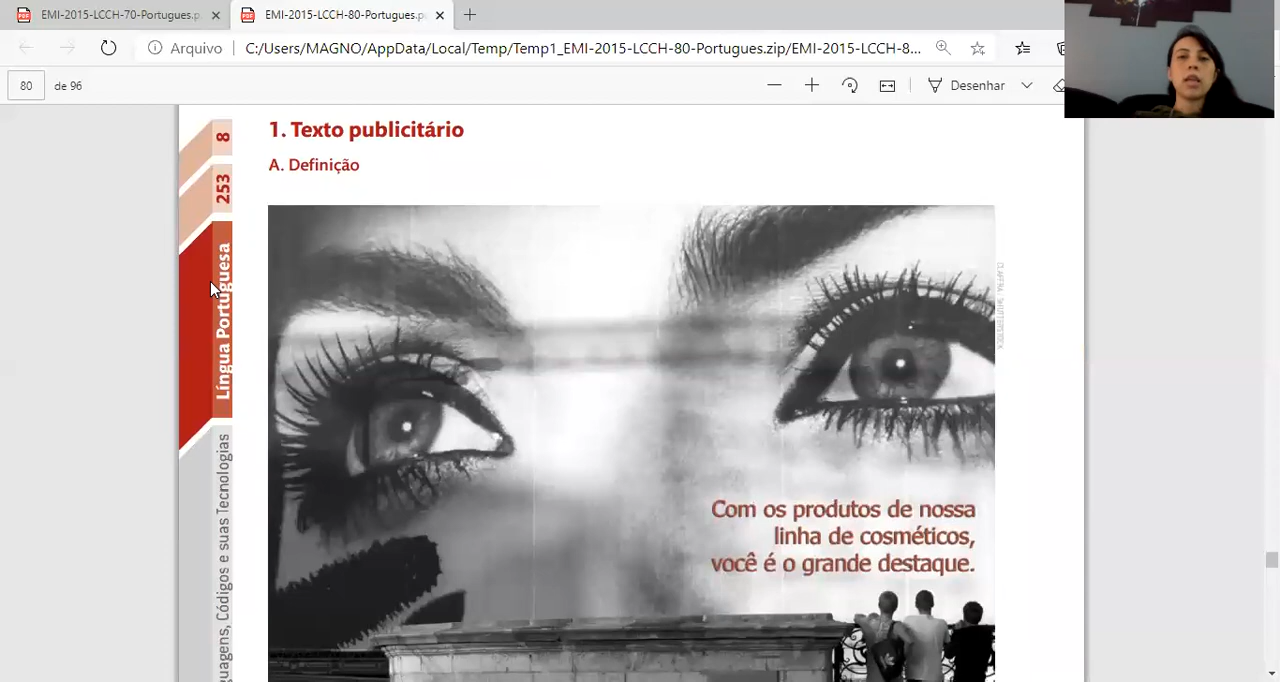 EMI-2015-LCCH-70-Portugues.p
EMI-2015-LCCH-80-Portugues.p
Arquivo
C:/Users/MAGNO/AppData/Local/Temp/Temp1_EMI-2015-LCCH-80-Portugues.zip/EMI-2015-LCCH-8...
80
de 96
Desenhar
8
253
Língua Portuguesa
guagens, Códigos e suas Tecnologias
1. Texto publicitário
A. Definição
Com os produtos de nossa
linha de cosméticos,
você é o grande destaque.